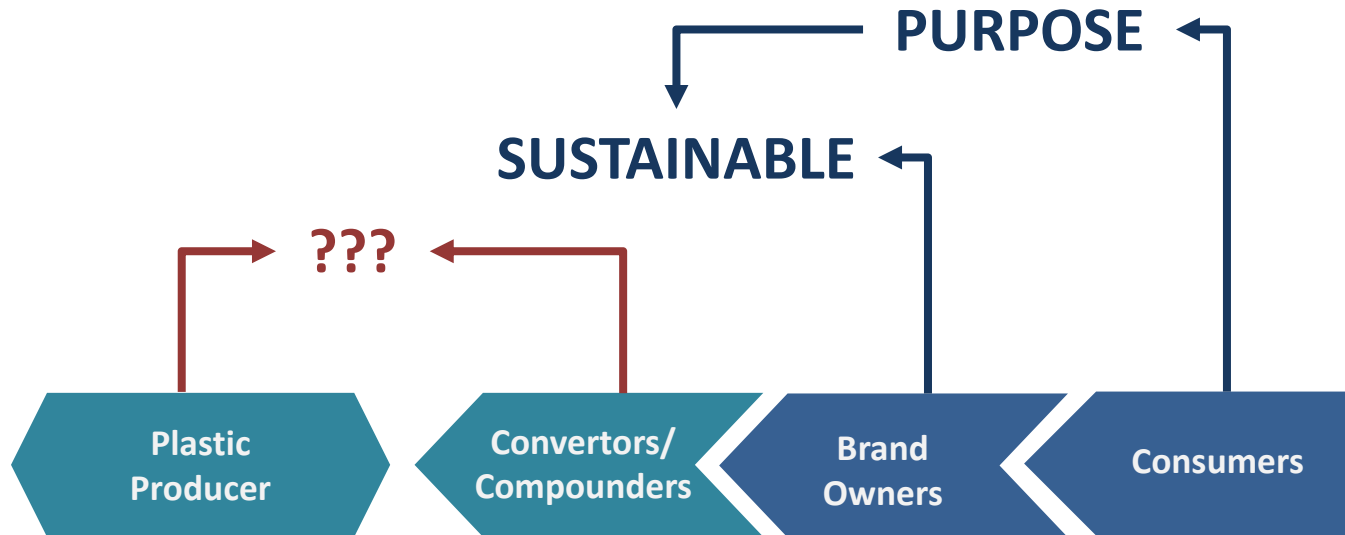 PURPOSE
SUSTAINABLE
???
Plastic
Producer
Convertors/
Compounders
Brand
Owners
Consumers